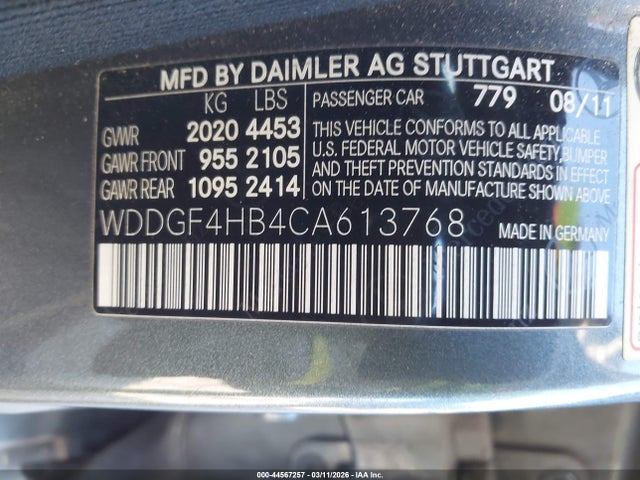 MFD BY DAIMLER AG STUTTGART
KG LBS
PASSENGER CAR 779 08/11
GVWR 2020 4453
GAWR FRONT 955 2105
GAWR REAR 1095 2414
THIS VEHICLE CONFORMS TO ALL APPLICABLE
U.S. FEDERAL MOTOR VEHICLE SAFETY, BUMPER
AND THEFT PREVENTION STANDARDS IN EFFECT
ON THE DATE OF MANUFACTURE SHOWN ABOVE.
WDDGF4HB4CA613768
MADE IN GERMANY
000-44567257 - 03/11/2026 - IAA Inc.